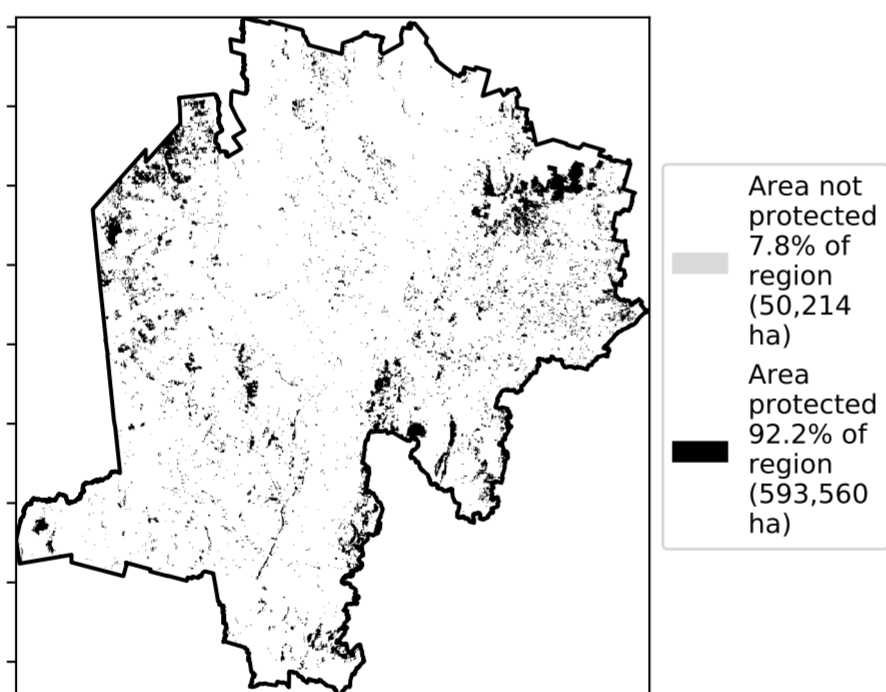 Area not
protected
7.8% of
region
(50,214
ha)
Area
protected
92.2% of
region
(593,560
ha)